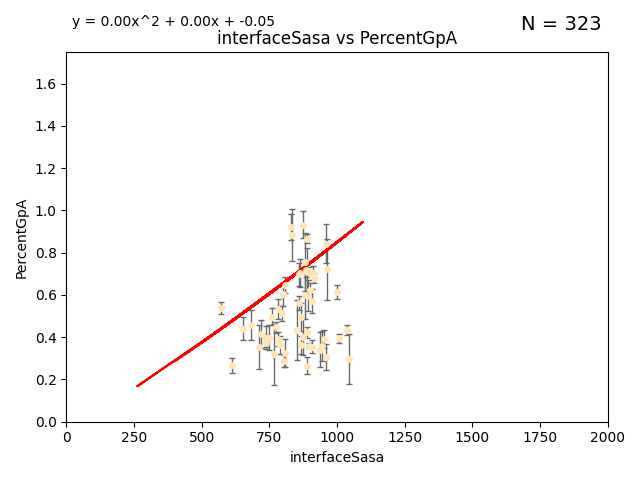 y = 0.00x^2 + 0.00x + -0.05
N = 323
interfaceSasa vs PercentGpA
PercentGpA
1.6
1.4
1.2
1.0
0.8
0.6
0.4
0.2
0.0
0 250 500 750 1000 1250 1500 1750 2000
interfaceSasa